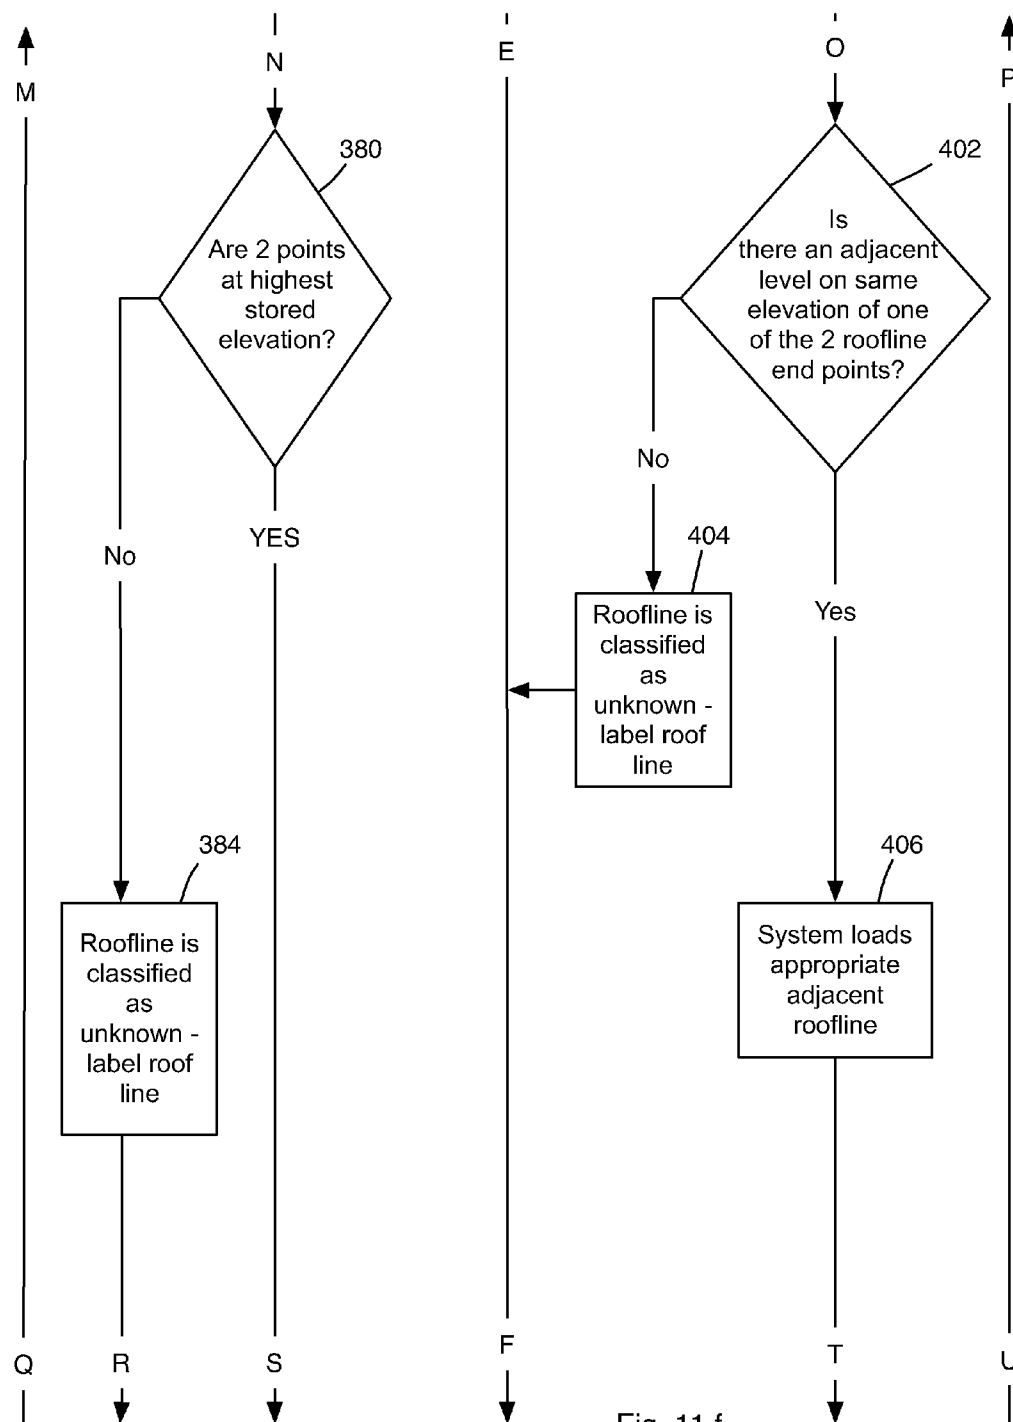 M
N
E
O
P
380
Are 2 points
at highest
stored
elevation?
402
Is
there an adjacent
level on same
elevation of one
of the 2 roofline
end points?
No
YES
No
Yes
404
Roofline is
classified
as
unknown -
label roof
line
384
Roofline is
classified
as
unknown -
label roof
line
406
System loads
appropriate
adjacent
roofline
Q
R
S
F
T
U
Fig. 11 f